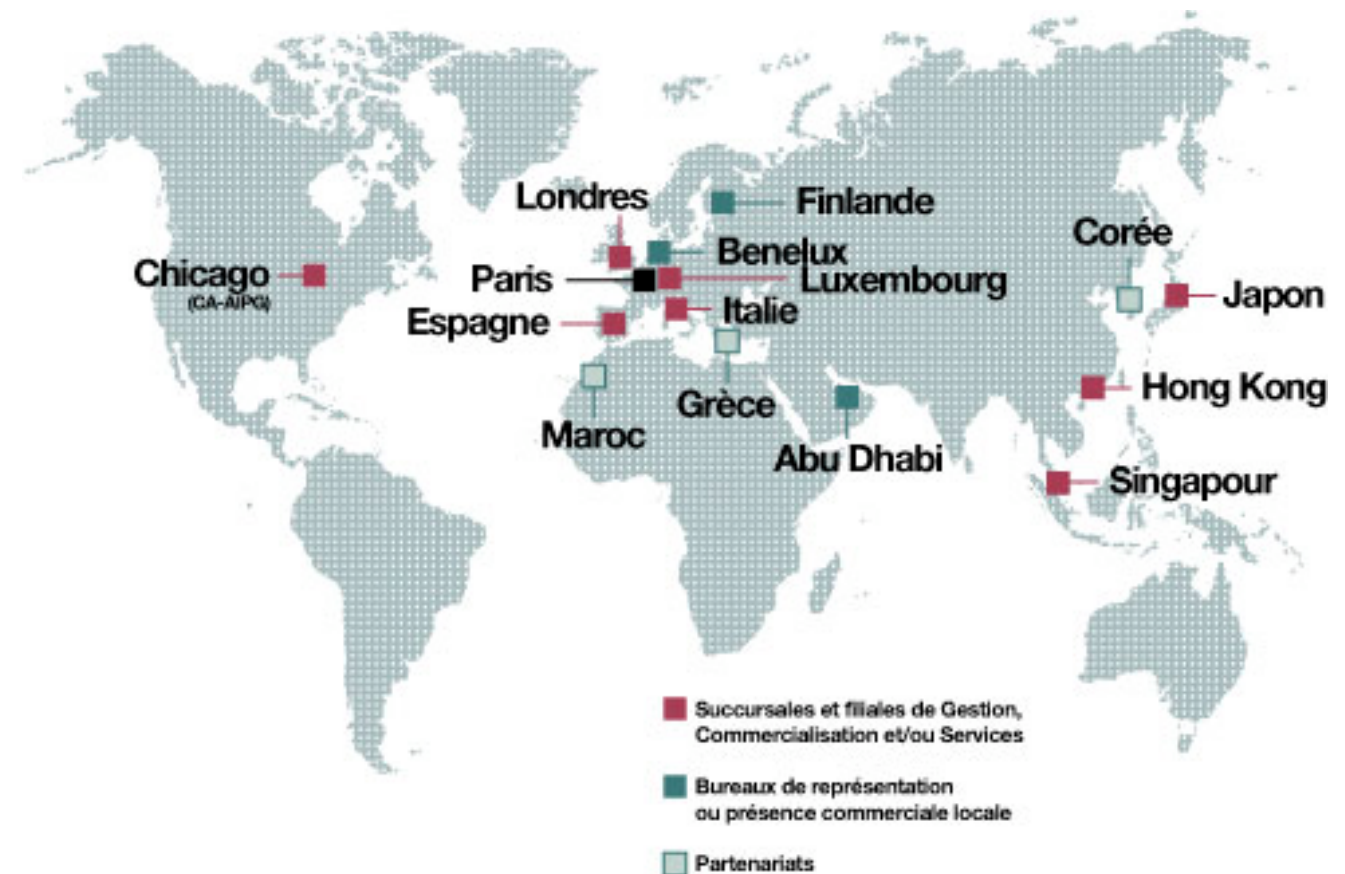 Londres
Finlande
Corée
Benelux
Chicago
(CA-AIPG)
Paris
Luxembourg
Japon
Espagne
Italie
Hong Kong
Grèce
Maroc
Abu Dhabi
Singapour
Succursales et filiales de Gestion,
Commercialisation et/ou Services
Bureaux de représentation
ou présence commerciale locale
Partenariats